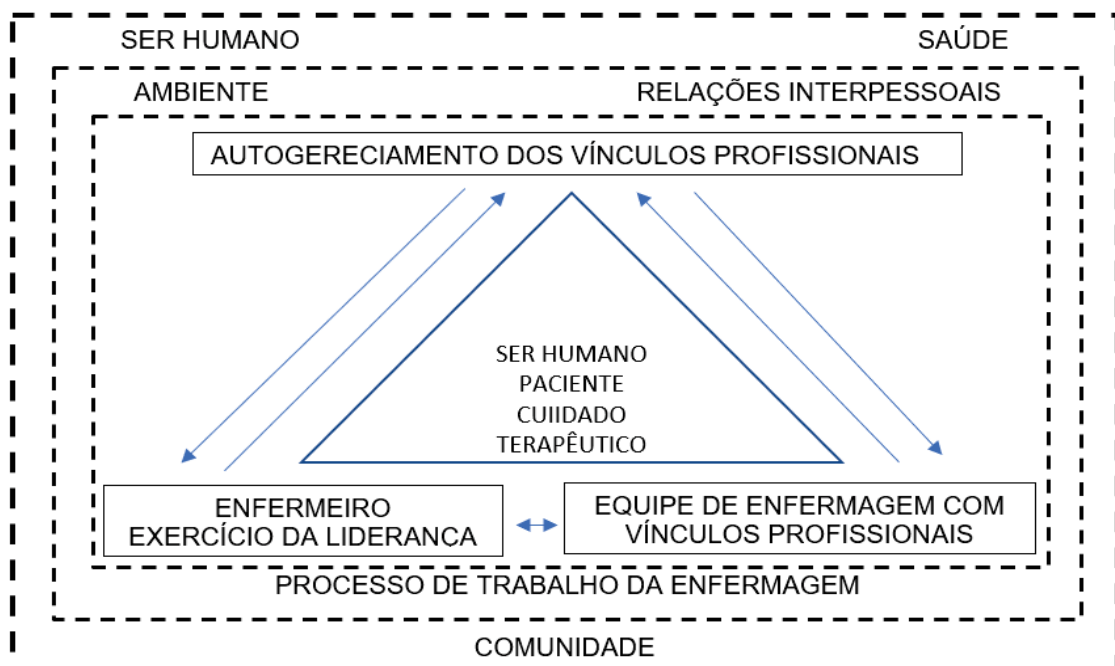 SER HUMANO
SAÚDE
AMBIENTE
RELAÇÕES INTERPESSOAIS
AUTOGERECIAMENTO DOS VÍNCULOS PROFISSIONAIS
SER HUMANO
PACIENTE
CUIIDADO
TERAPÊUTICO
ENFERMEIRO
EXERCÍCIO DA LIDERANÇA
EQUIPE DE ENFERMAGEM COM
VÍNCULOS PROFISSIONAIS
PROCESSO DE TRABALHO DA ENFERMAGEM
COMUNIDADE